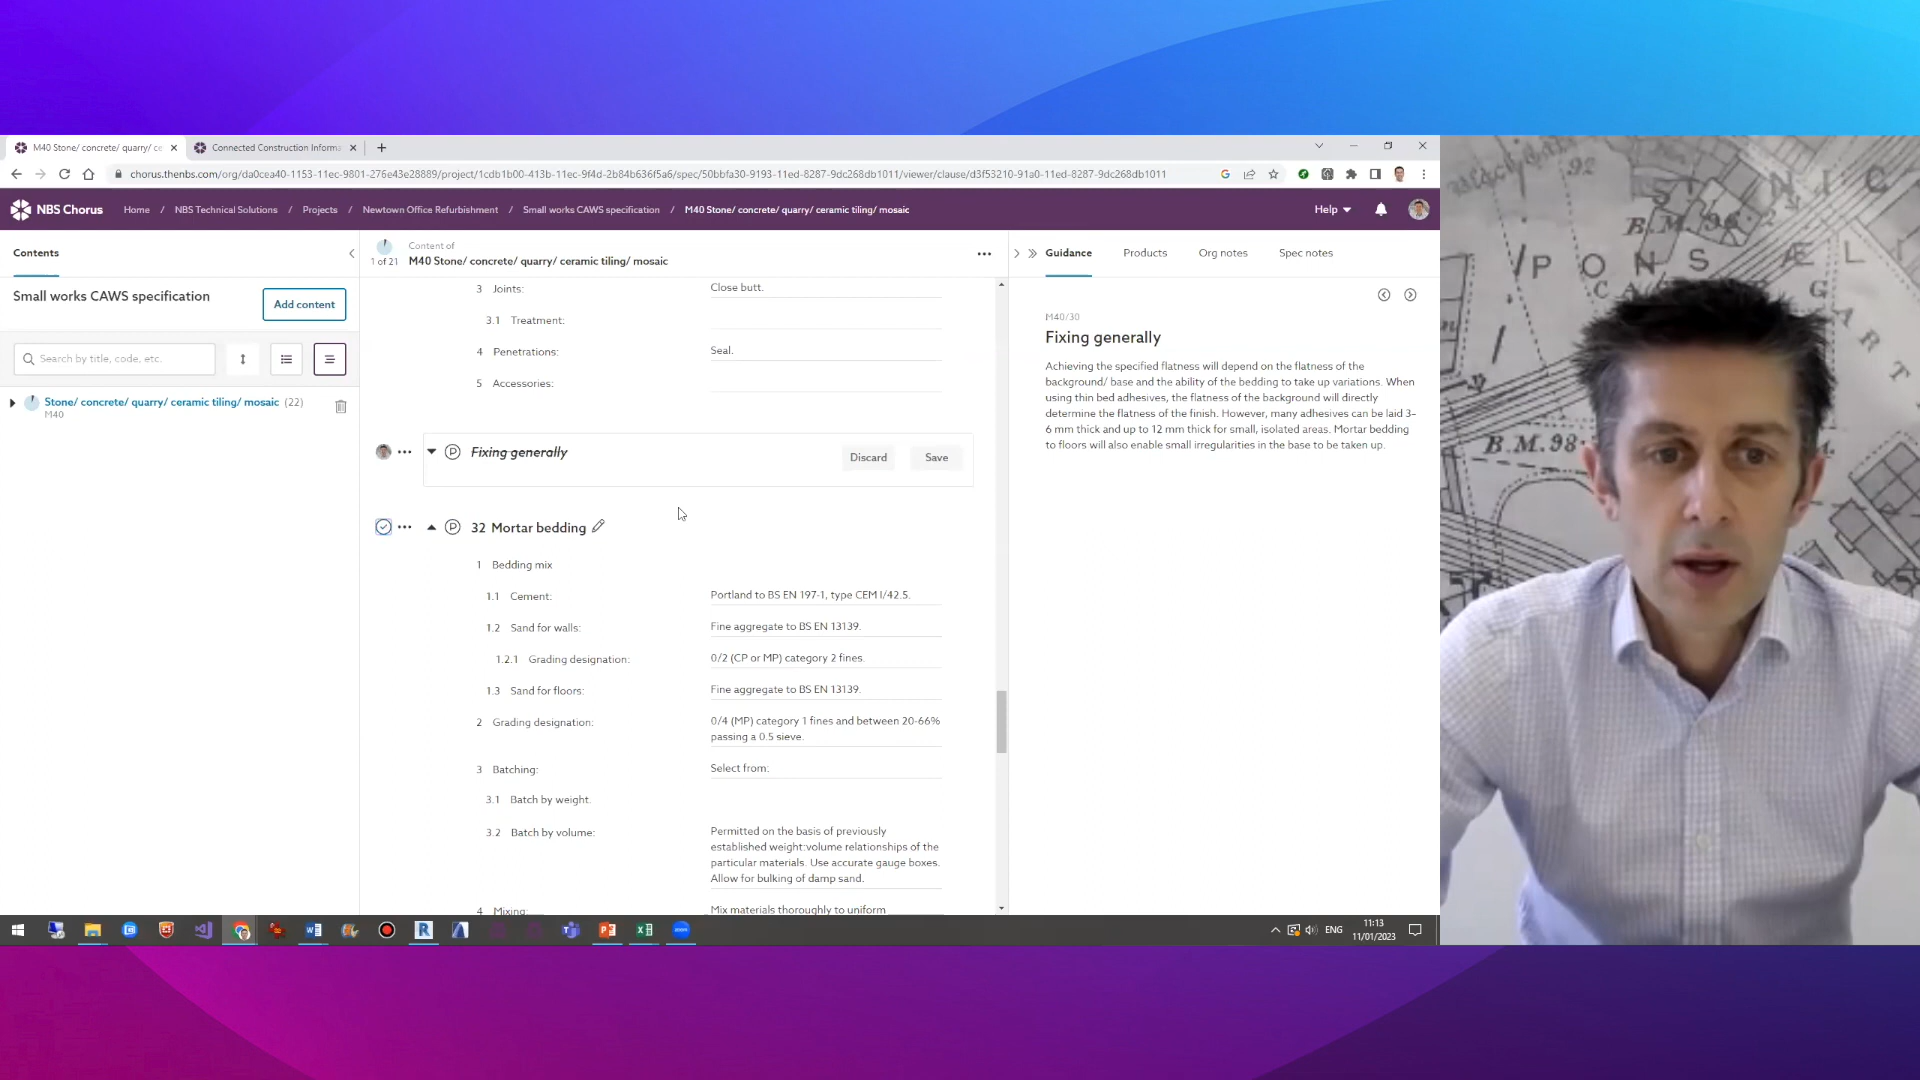 M40 Stone/ concrete/ quarry/ ce
Connected Construction Informa
chorus.thenbs.com/org/da0cea40-1153-11ec-9801-276e43e28889/project/1cdb1b00-413b-11ec-9f4d-2b84b636f5a6/spec/50bbfa30-9193-11ed-8287-9dc268db1011/viewer/clause/d3f53210-91a0-11ed-8287-9dc268db1011
NBS Chorus
Home / NBS Technical Solutions / Projects / Newtown Office Refurbishment / Small works CAWS specification / M40 Stone/ concrete/ quarry/ ceramic tiling/ mosaic
Help
Contents
Small works CAWS specification
Add content
Search by title, code, etc.
Stone/ concrete/ quarry/ ceramic tiling/ mosaic (22)
M40
1 of 21
Content of
M40 Stone/ concrete/ quarry/ ceramic tiling/ mosaic
3 Joints: Close butt.
3.1 Treatment:
4 Penetrations: Seal.
5 Accessories:
P Fixing generally
Discard
Save
P 32 Mortar bedding
1 Bedding mix
1.1 Cement: Portland to BS EN 197-1, type CEM I/42.5.
1.2 Sand for walls: Fine aggregate to BS EN 13139.
1.2.1 Grading designation: 0/2 (CP or MP) category 2 fines.
1.3 Sand for floors: Fine aggregate to BS EN 13139.
2 Grading designation: 0/4 (MP) category 1 fines and between 20-66%
passing a 0.5 sieve.
3 Batching: Select from:
3.1 Batch by weight.
3.2 Batch by volume: Permitted on the basis of previously
established weight:volume relationships of the
particular materials. Use accurate gauge boxes.
Allow for bulking of damp sand.
4 Mixing: Mix materials thoroughly to uniform
Guidance
Products
Org notes
Spec notes
M40/30
Fixing generally
Achieving the specified flatness will depend on the flatness of the
background/ base and the ability of the bedding to take up variations. When
using thin bed adhesives, the flatness of the background will directly
determine the flatness of the finish. However, many adhesives can be laid 3–
6 mm thick and up to 12 mm thick for small, isolated areas. Mortar bedding
to floors will also enable small irregularities in the base to be taken up.
ENG
11:13
11/01/2023
B.M. 96
PONS ÆL
B.M. 98